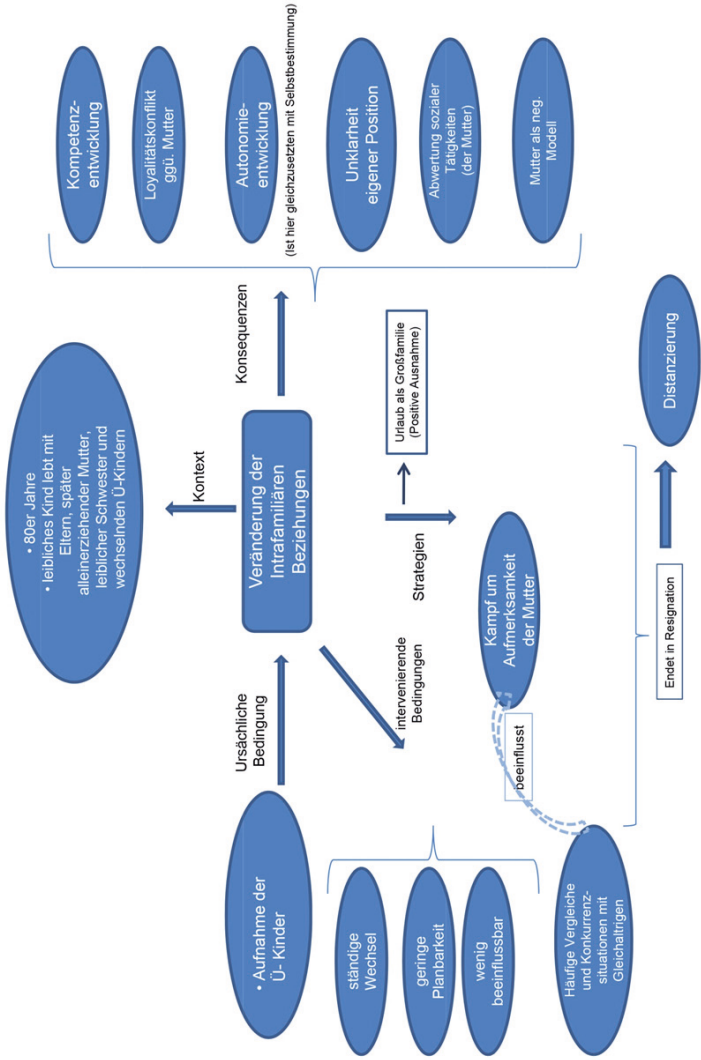 • 80er Jahre
• leibliches Kind lebt mit
Eltern, später
alleinerziehender Mutter,
leiblicher Schwester und
wechselnden Ü-Kindern
Kontext
• Aufnahme der
Ü- Kinder
Ursächliche
Bedingung
Veränderung der
Intrafamiliären
Beziehungen
Konsequenzen
Kompetenz-
entwicklung
Loyalitätskonflikt
ggü. Mutter
Autonomie-
entwicklung
(Ist hier gleichzusetzten mit Selbstbestimmung)
Unklarheit
eigener Position
Abwertung sozialer
Tätigkeiten
(der Mutter)
Mutter als neg.
Modell
intervenierende
Bedingungen
ständige
Wechsel
geringe
Planbarkeit
wenig
beeinflussbar
Strategien
Urlaub als Großfamilie
(Positive Ausnahme)
Kampf um
Aufmerksamkeit
der Mutter
beeinflusst
Häufige Vergleiche
und Konkurrenz-
situationen mit
Gleichaltrigen
Endet in Resignation
Distanzierung